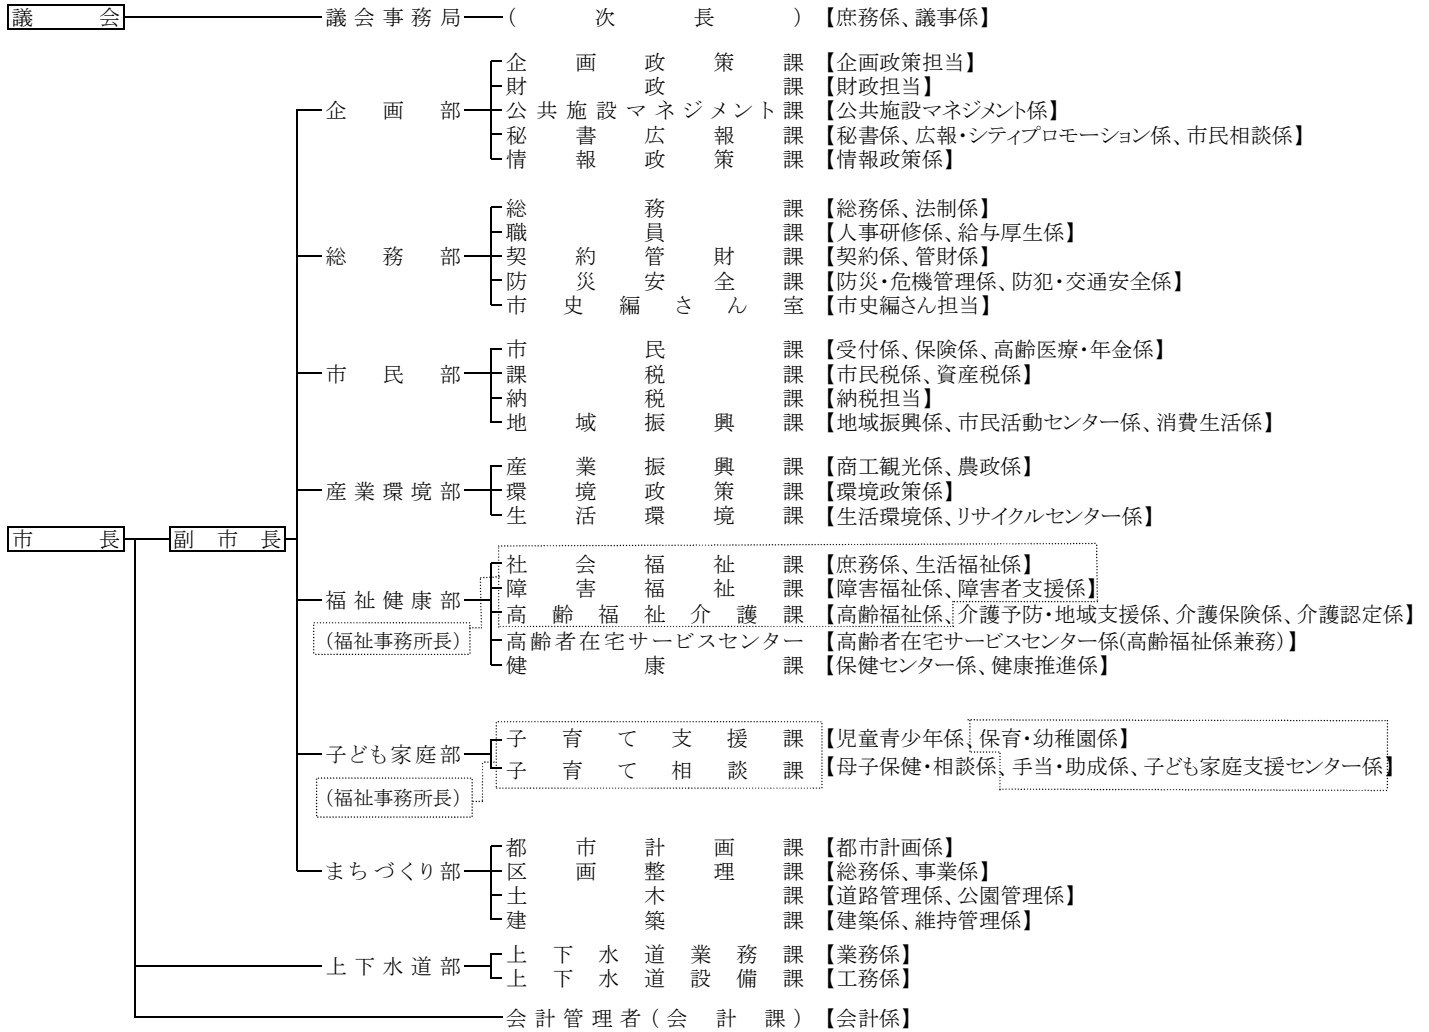 議会 議会事務局 (次長) 【庶務係、議事係】
企画政策課 【企画政策担当】
財政課 【財政担当】
企画部 公共施設マネジメント課 【公共施設マネジメント係】
秘書広報課 【秘書係、広報・シティプロモーション係、市民相談係】
情報政策課 【情報政策係】
総務課 【総務係、法制係】
職員課 【人事研修係、給与厚生係】
総務部 契約管財課 【契約係、管財係】
防災安全課 【防災・危機管理係、防犯・交通安全係】
市史編さん室 【市史編さん担当】
市民課 【受付係、保険係、高齢医療・年金係】
市民部 課税課 【市民税係、資産税係】
納税課 【納税担当】
地域振興課 【地域振興係、市民活動センター係、消費生活係】
産業振興課 【商工観光係、農政係】
産業環境部 環境政策課 【環境政策係】
生活環境課 【生活環境係、リサイクルセンター係】
市長 副市長
社会福祉課 【庶務係、生活福祉係】
障害福祉課 【障害福祉係、障害者支援係】
福祉健康部 高齢福祉介護課 【高齢福祉係、介護予防・地域支援係、介護保険係、介護認定係】
(福祉事務所長) 高齢者在宅サービスセンター 【高齢者在宅サービスセンター係(高齢福祉係兼務)】
健康課 【保健センター係、健康推進係】
子育て支援課 【児童青少年係、保育・幼稚園係】
子ども家庭部 子育て相談課 【母子保健・相談係、手当・助成係、子ども家庭支援センター係】
(福祉事務所長)
都市計画課 【都市計画係】
まちづくり部 区画整理課 【総務係、事業係】
土木課 【道路管理係、公園管理係】
建築課 【建築係、維持管理係】
上下水道部 上下水道業務課 【業務係】
上下水道設備課 【工務係】
会計管理者(会計課) 【会計係】